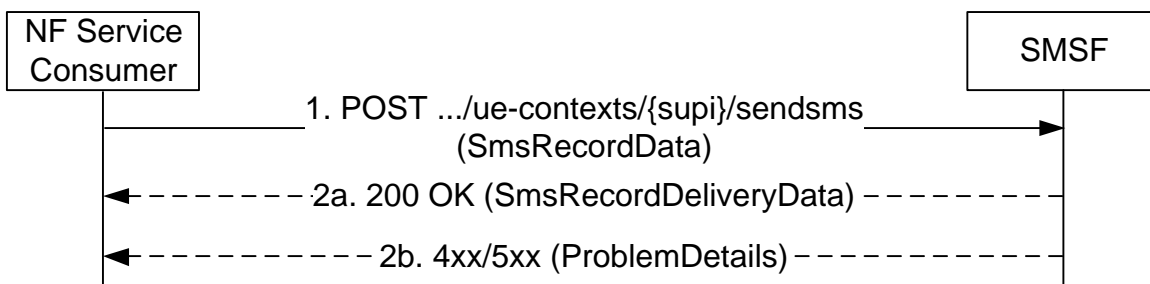 NF Service
Consumer
SMSF
1. POST .../ue-contexts/{supi}/sendsms
(SmsRecordData)
2a. 200 OK (SmsRecordDeliveryData)
2b. 4xx/5xx (ProblemDetails)